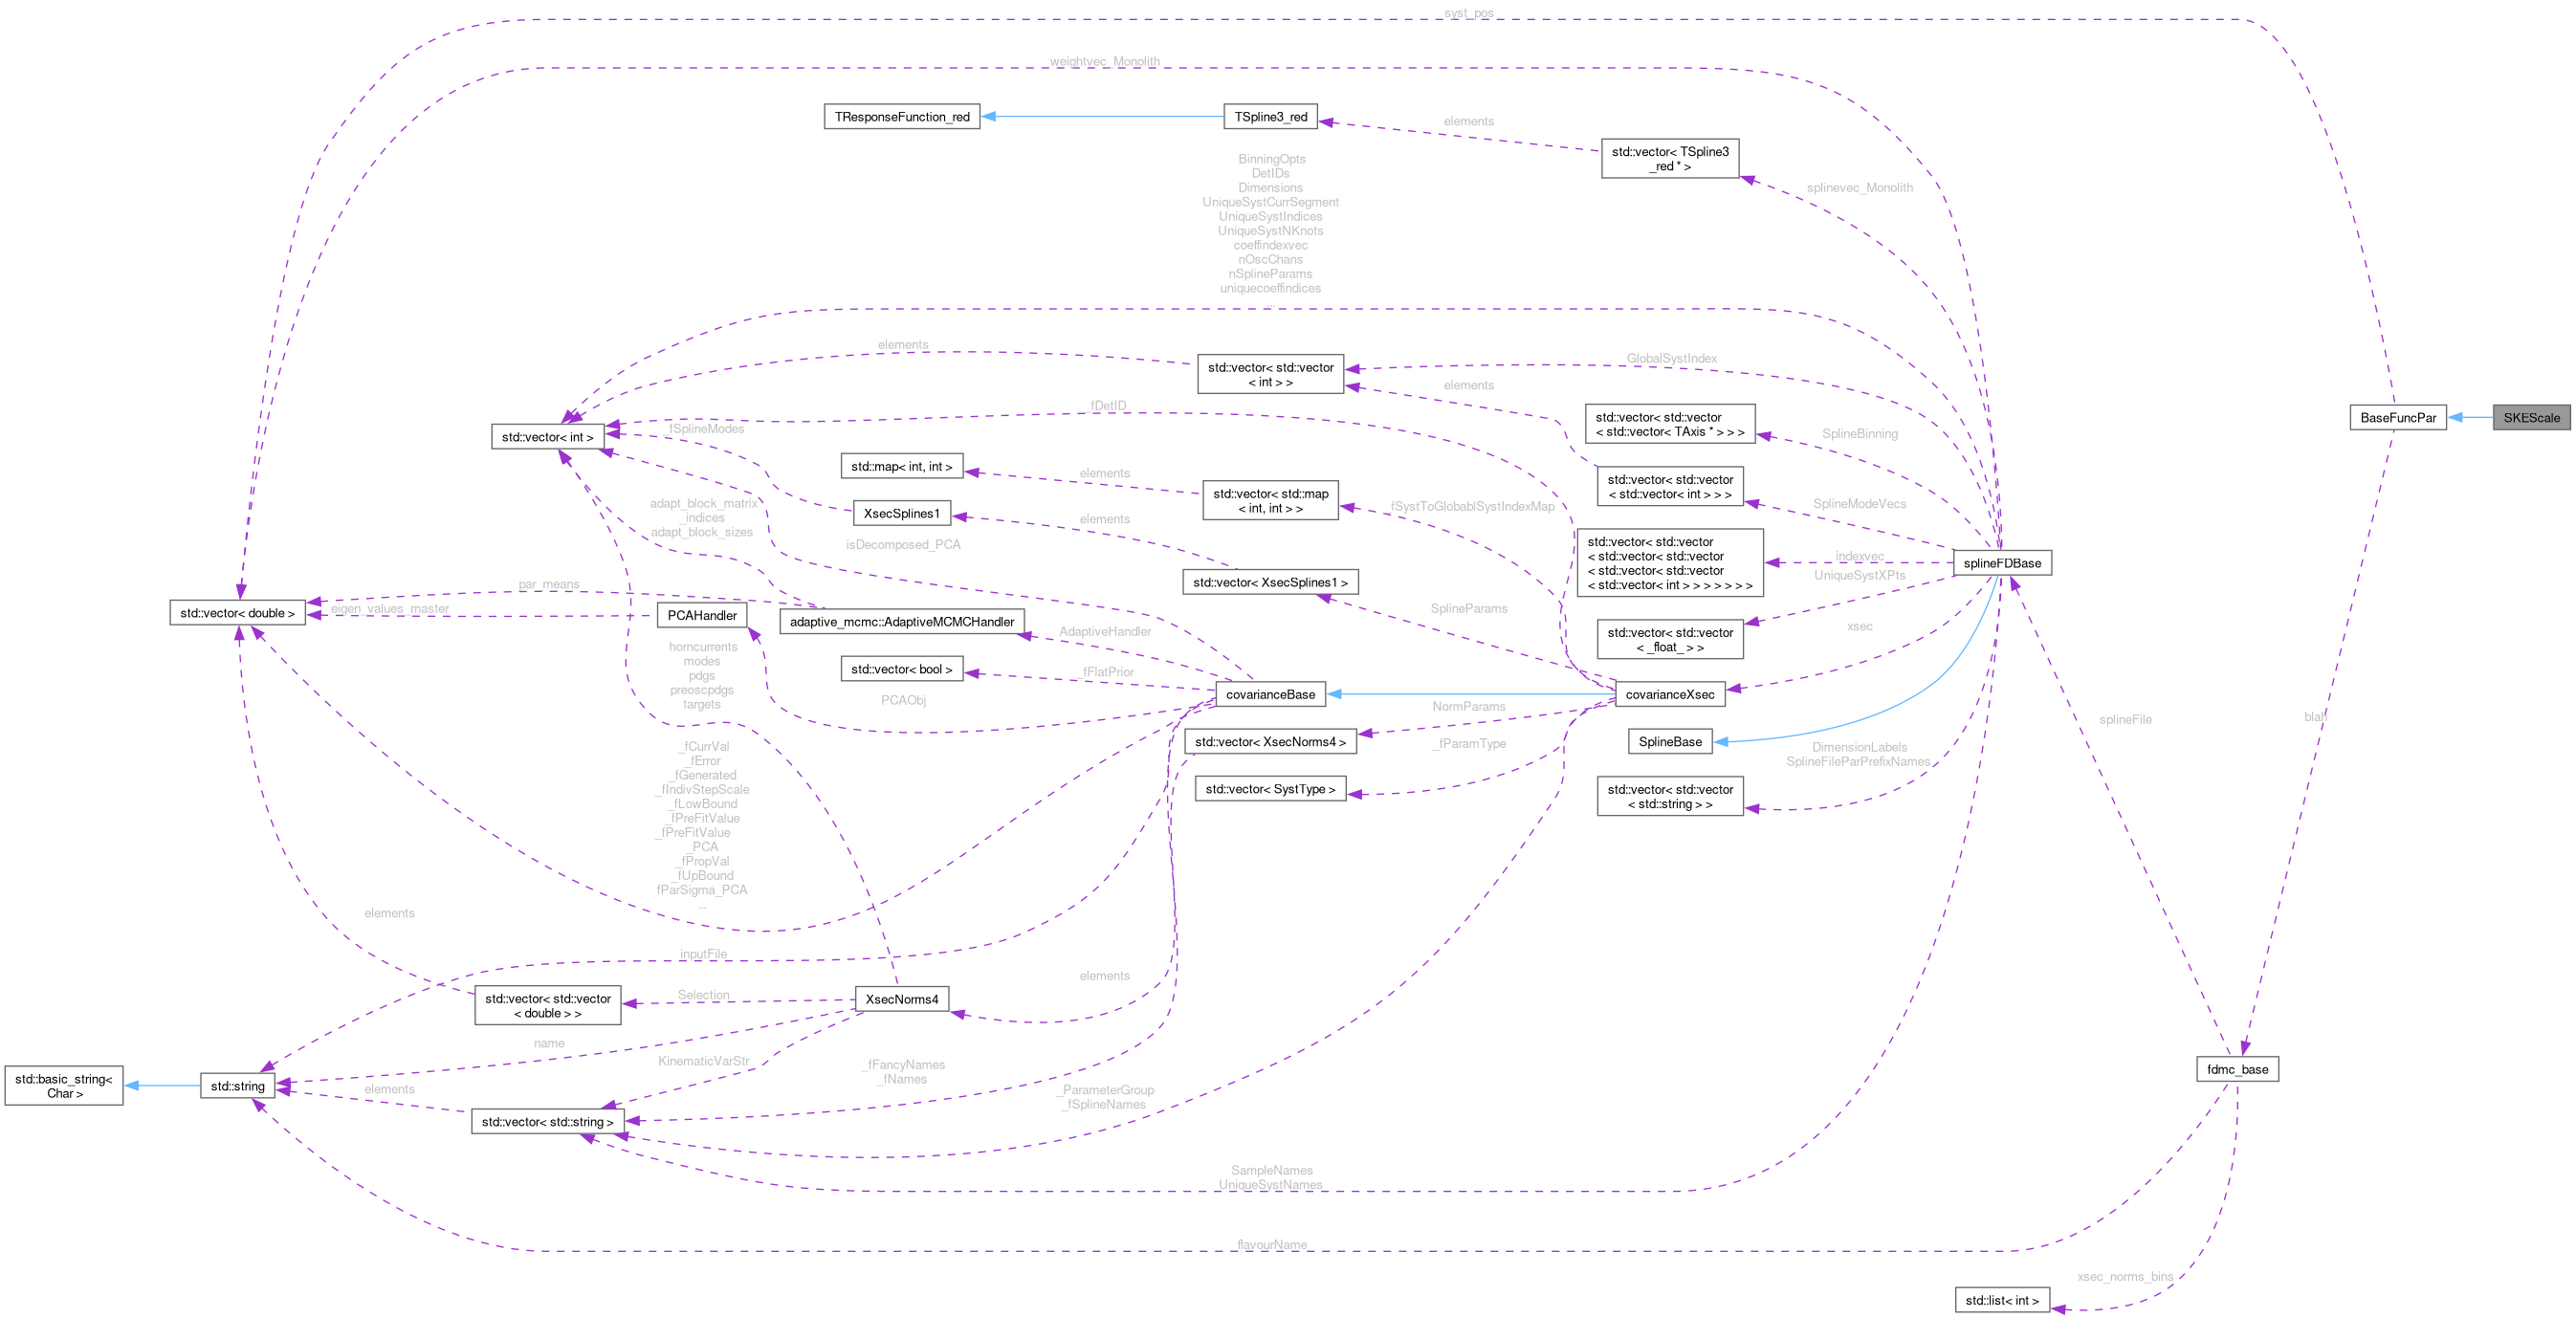 syst_pos
weightvec_Monolith
TResponseFunction_red
TSpline3_red
elements
std::vector< TSpline3
_red * >
splinevec_Monolith
BinningOpts
DetIDs
Dimensions
UniqueSystCurrSegment
UniqueSystIndices
UniqueSystNKnots
coeffindexvec
nOscChans
nSplineParams
uniquecoeffindices
...
elements
std::vector< std::vector
< int > >
GlobalSystIndex
elements
_fDetID
std::vector< std::vector
< std::vector< TAxis * > > >
SplineBinning
BaseFuncPar
SKEScale
std::vector< int >
_fSplineModes
std::map< int, int >
elements
std::vector< std::map
< int, int > >
_fSystToGlobablSystIndexMap
std::vector< std::vector
< std::vector< int > > >
SplineModeVecs
adapt_block_matrix
_indices
adapt_block_sizes
XsecSplines1
elements
isDecomposed_PCA
std::vector< std::vector
< std::vector< std::vector
< std::vector< std::vector
< std::vector< int > > > > > > >
indexvec
splineFDBase
UniqueSystXPts
par_means
std::vector< XsecSplines1 >
SplineParams
std::vector< double >
eigen_values_master
PCAHandler
adaptive_mcmc::AdaptiveMCMCHandler
AdaptiveHandler
std::vector< std::vector
< _float_ > >
xsec
homcurrents
modes
pdgs
preoscpdgs
targets
std::vector< bool >
_fFlatPrior
PCAObj
covarianceBase
covarianceXsec
NormParams
blah
splineFile
std::vector< XsecNorms4 >
_fParamType
SplineBase
DimensionLabels
SplineFileParPrefixNames
_fCurrVal
_fError
_fGenerated
_fIndivStepScale
_fLowBound
_fPreFitValue
_fPreFitValue
_PCA
_fPropVal
_fUpBound
fParSigma_PCA
...
std::vector< SystType >
std::vector< std::vector
< std::string > >
elements
inputFile
elements
std::vector< std::vector
< double > >
Selection
XsecNorms4
name
KinematicVarStr
_fFancyNames
_fNames
_ParameterGroup
_fSplineNames
fdmc_base
std::basic_string<
Char >
std::string
elements
std::vector< std::string >
SampleNames
UniqueSystNames
flavourName
xsec_norms_bins
std::list< int >